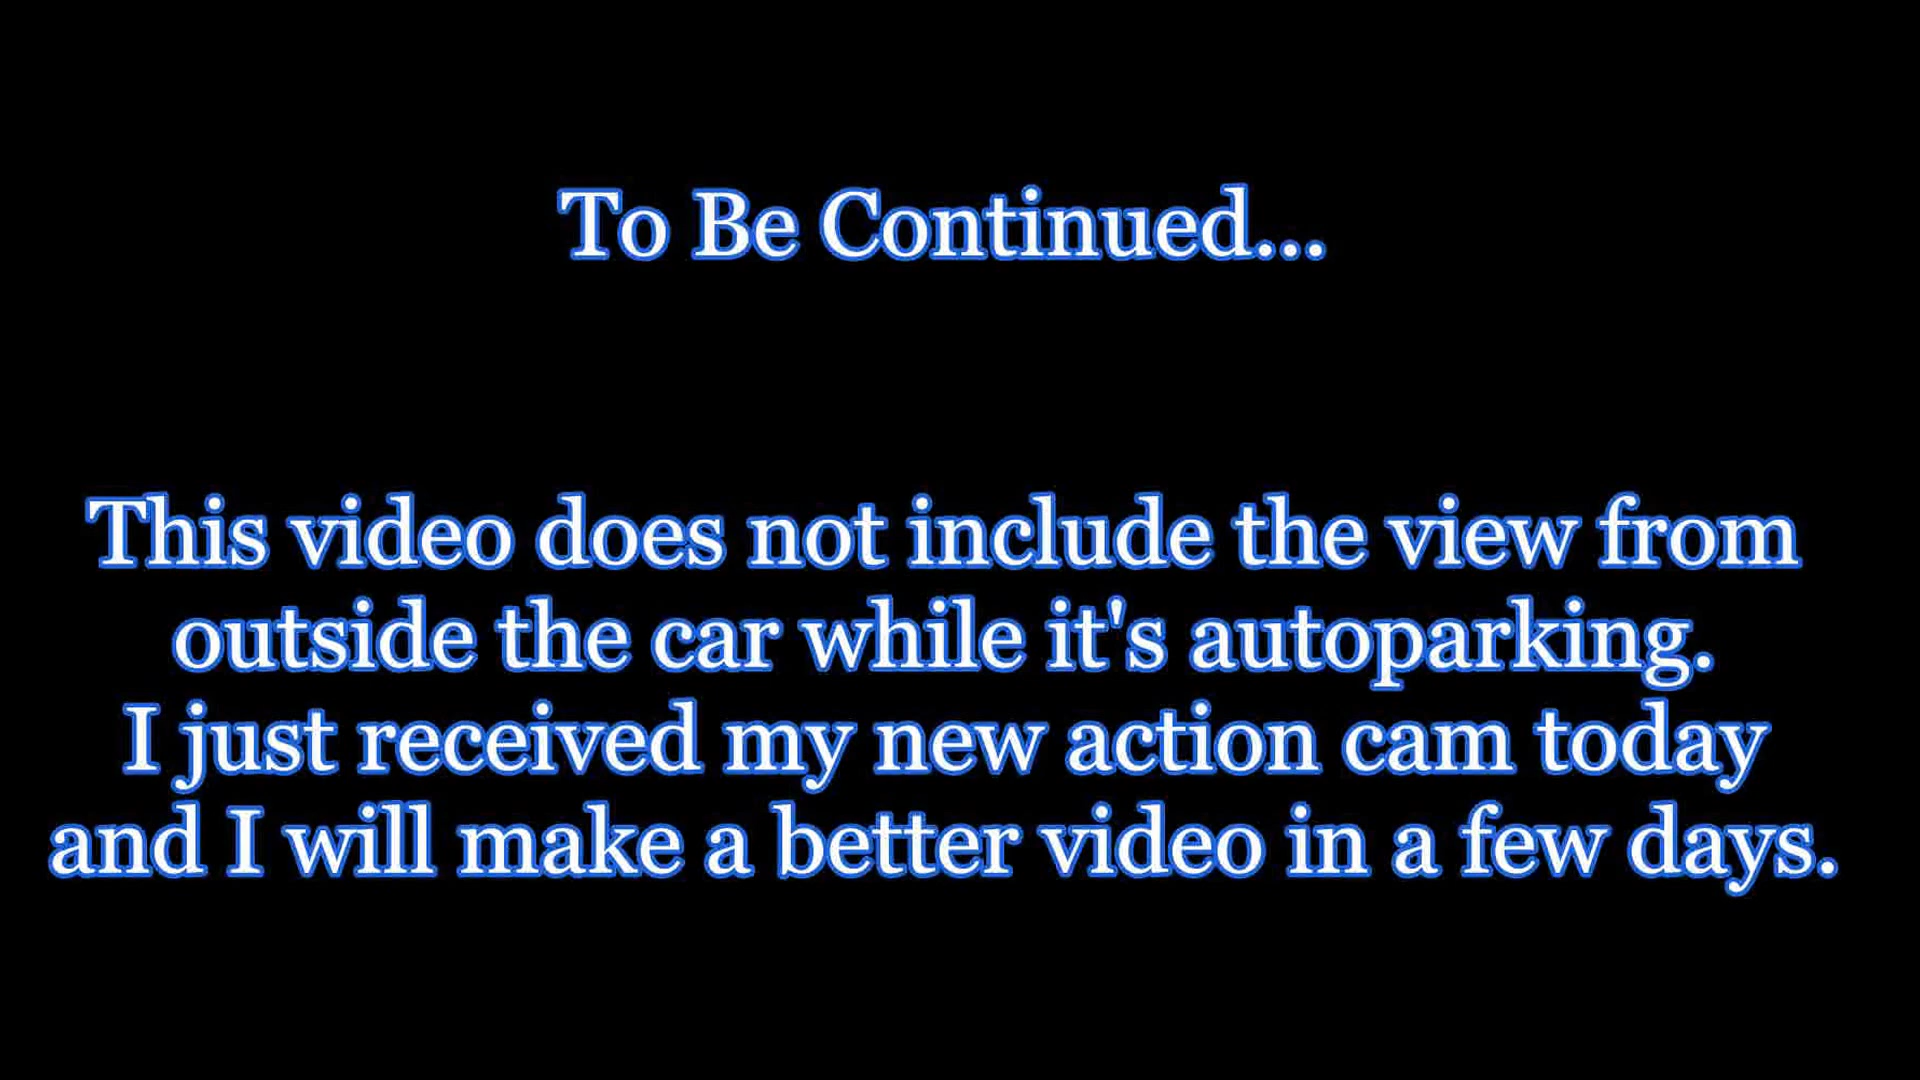 To Be Continued...
This video does not include the view from
outside the car while it's autoparking.
I just received my new action cam today
and I will make a better video in a few days.